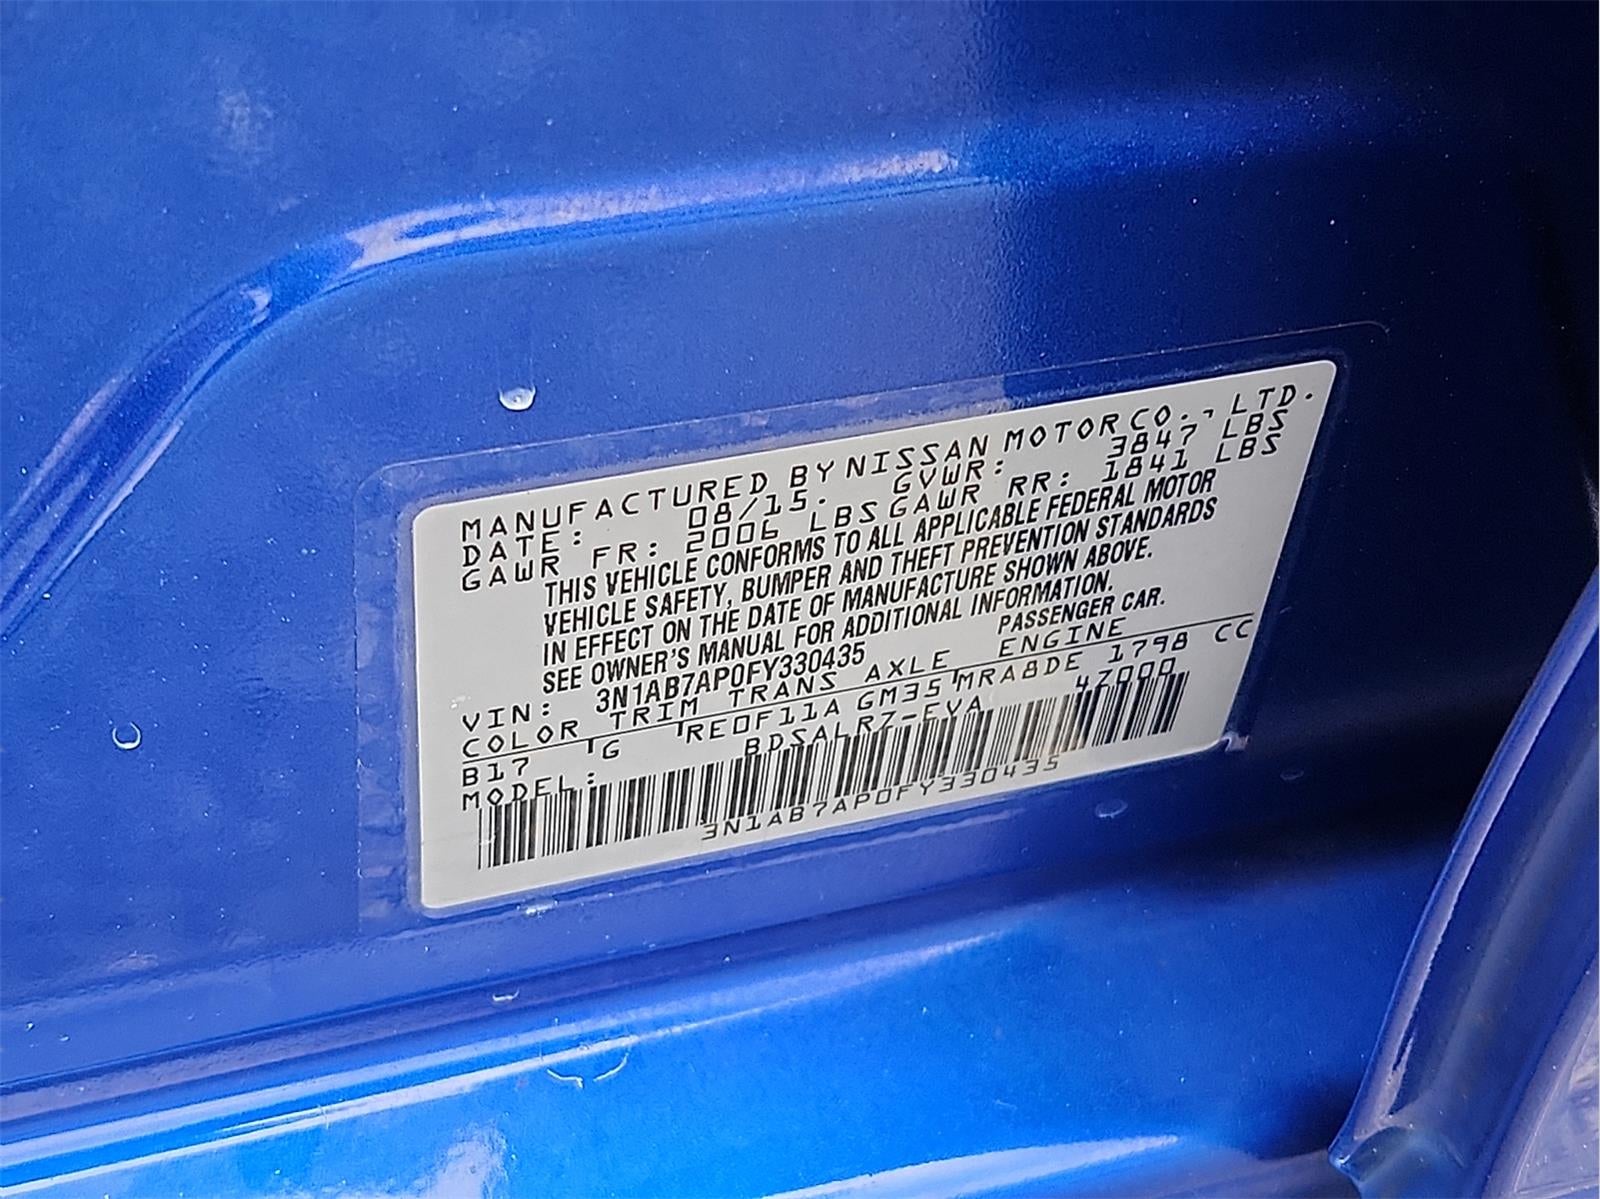 MANUFACTURED BY NISSAN MOTOR CO., LTD.
DATE: 08/15. GVWR: 3847 LBS
GAWR FR: 2006 LBS GAWR RR: 1841 LBS
THIS VEHICLE CONFORMS TO ALL APPLICABLE FEDERAL MOTOR
VEHICLE SAFETY, BUMPER AND THEFT PREVENTION STANDARDS
IN EFFECT ON THE DATE OF MANUFACTURE SHOWN ABOVE.
SEE OWNER'S MANUAL FOR ADDITIONAL INFORMATION.
VIN: 3N1AB7AP0FY330435 PASSENGER CAR.
COLOR TRIM TRANS AXLE ENGINE
B17 G RE0F11A GM35 MRA8DE 1798 CC
MODEL: BDSALRZ-EVA 47000
3N1AB7AP0FY330435